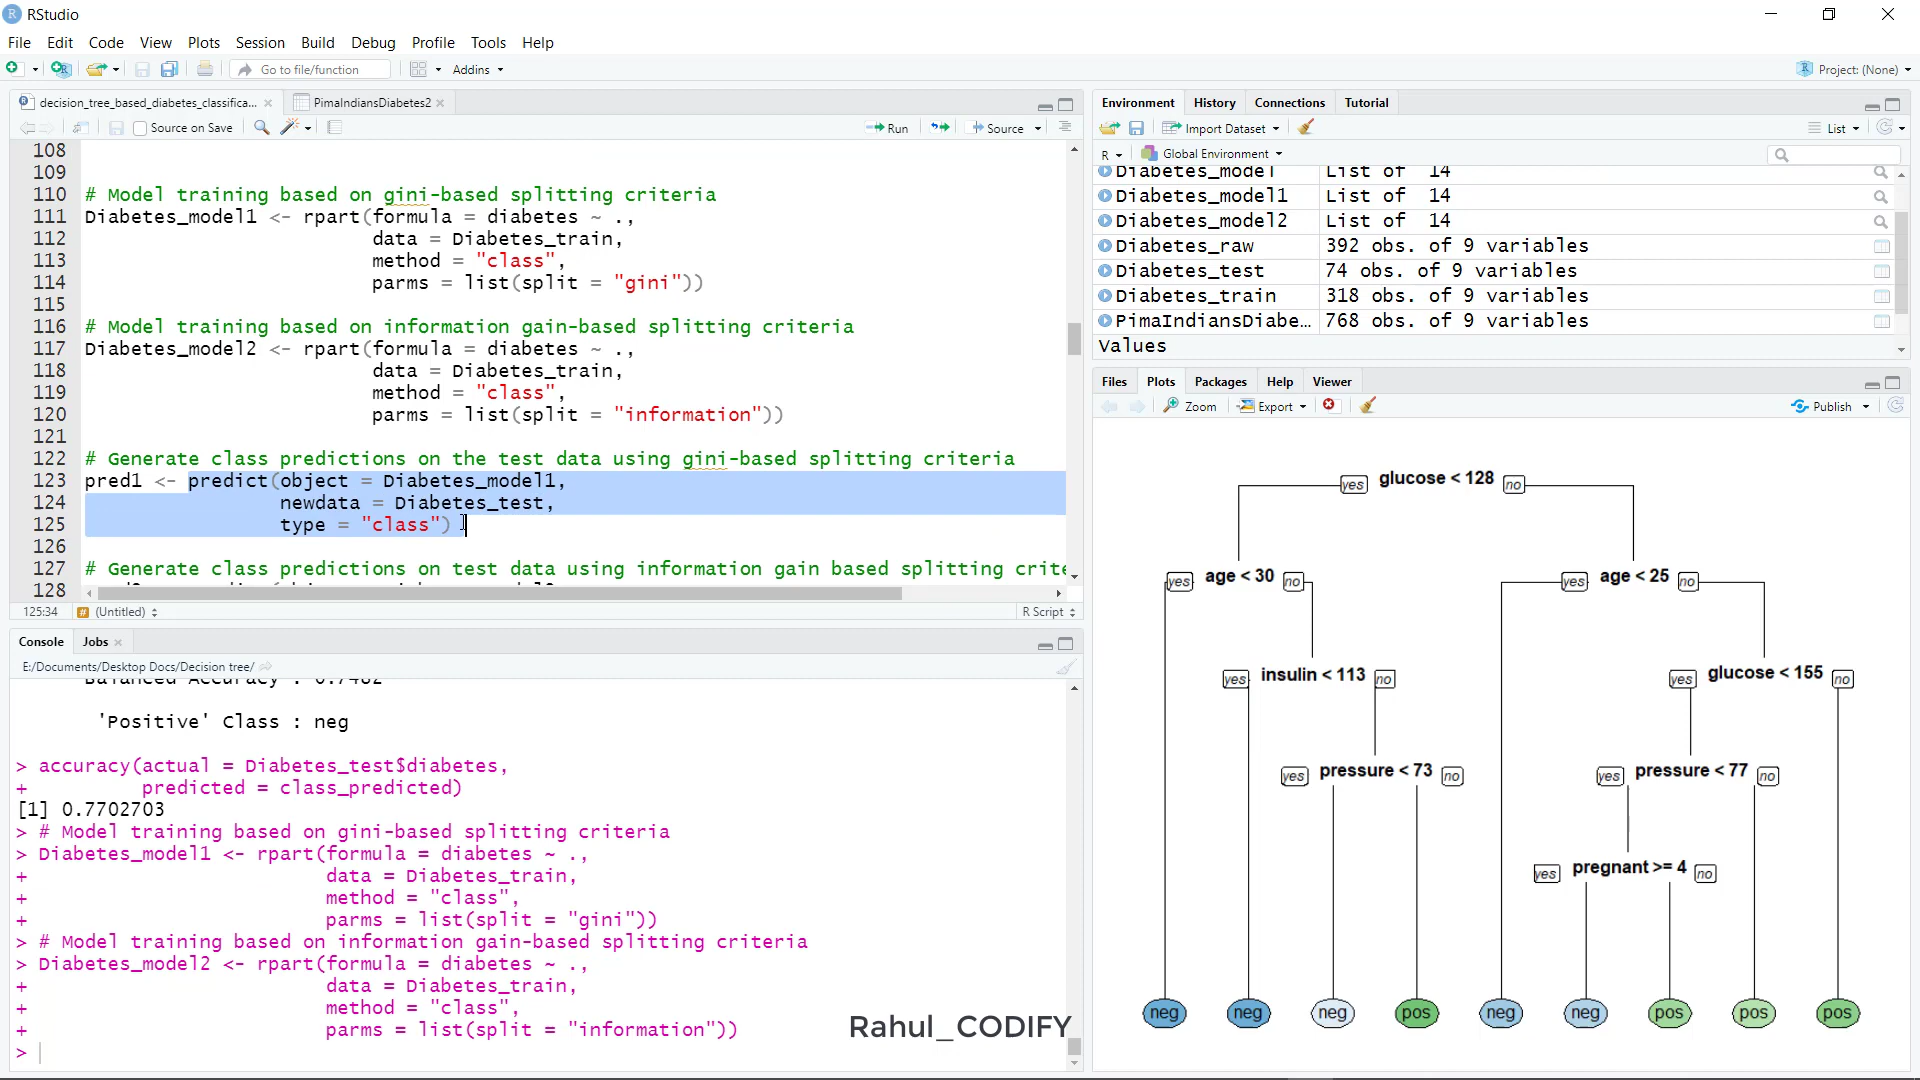 RStudio
File Edit Code View Plots Session Build Debug Profile Tools Help
Go to file/function Addins Project: (None)
decision_tree_based_diabetes_classifica... PimaIndiansDiabetes2
Source on Save Run Source
108
109
110 # Model training based on gini-based splitting criteria
111 Diabetes_model1 <- rpart(formula = diabetes ~ .,
112 data = Diabetes_train,
113 method = "class",
114 parms = list(split = "gini"))
115
116 # Model training based on information gain-based splitting criteria
117 Diabetes_model2 <- rpart(formula = diabetes ~ .,
118 data = Diabetes_train,
119 method = "class",
120 parms = list(split = "information"))
121
122 # Generate class predictions on the test data using gini-based splitting criteria
123 pred1 <- predict(object = Diabetes_model1,
124 newdata = Diabetes_test,
125 type = "class")
126
127 # Generate class predictions on test data using information gain based splitting crite
128
125:34 (Untitled) R Script
Console Jobs
E:/Documents/Desktop Docs/Decision tree/
Balanced Accuracy : 0.7482
'Positive' Class : neg
> accuracy(actual = Diabetes_test$diabetes,
+ predicted = class_predicted)
[1] 0.7702703
> # Model training based on gini-based splitting criteria
> Diabetes_model1 <- rpart(formula = diabetes ~ .,
+ data = Diabetes_train,
+ method = "class",
+ parms = list(split = "gini"))
> # Model training based on information gain-based splitting criteria
> Diabetes_model2 <- rpart(formula = diabetes ~ .,
+ data = Diabetes_train,
+ method = "class",
+ parms = list(split = "information"))
>
Rahul_CODIFY
Environment History Connections Tutorial
Import Dataset List
R Global Environment
Diabetes_model List of 14
Diabetes_model1 List of 14
Diabetes_model2 List of 14
Diabetes_raw 392 obs. of 9 variables
Diabetes_test 74 obs. of 9 variables
Diabetes_train 318 obs. of 9 variables
PimaIndiansDiabe... 768 obs. of 9 variables
Values
Files Plots Packages Help Viewer
Zoom Export Publish
yes glucose < 128 no
yes age < 30 no yes age < 25 no
yes insulin < 113 no yes glucose < 155 no
yes pressure < 73 no yes pressure < 77 no
yes pregnant >= 4 no
neg neg neg pos neg neg pos pos pos